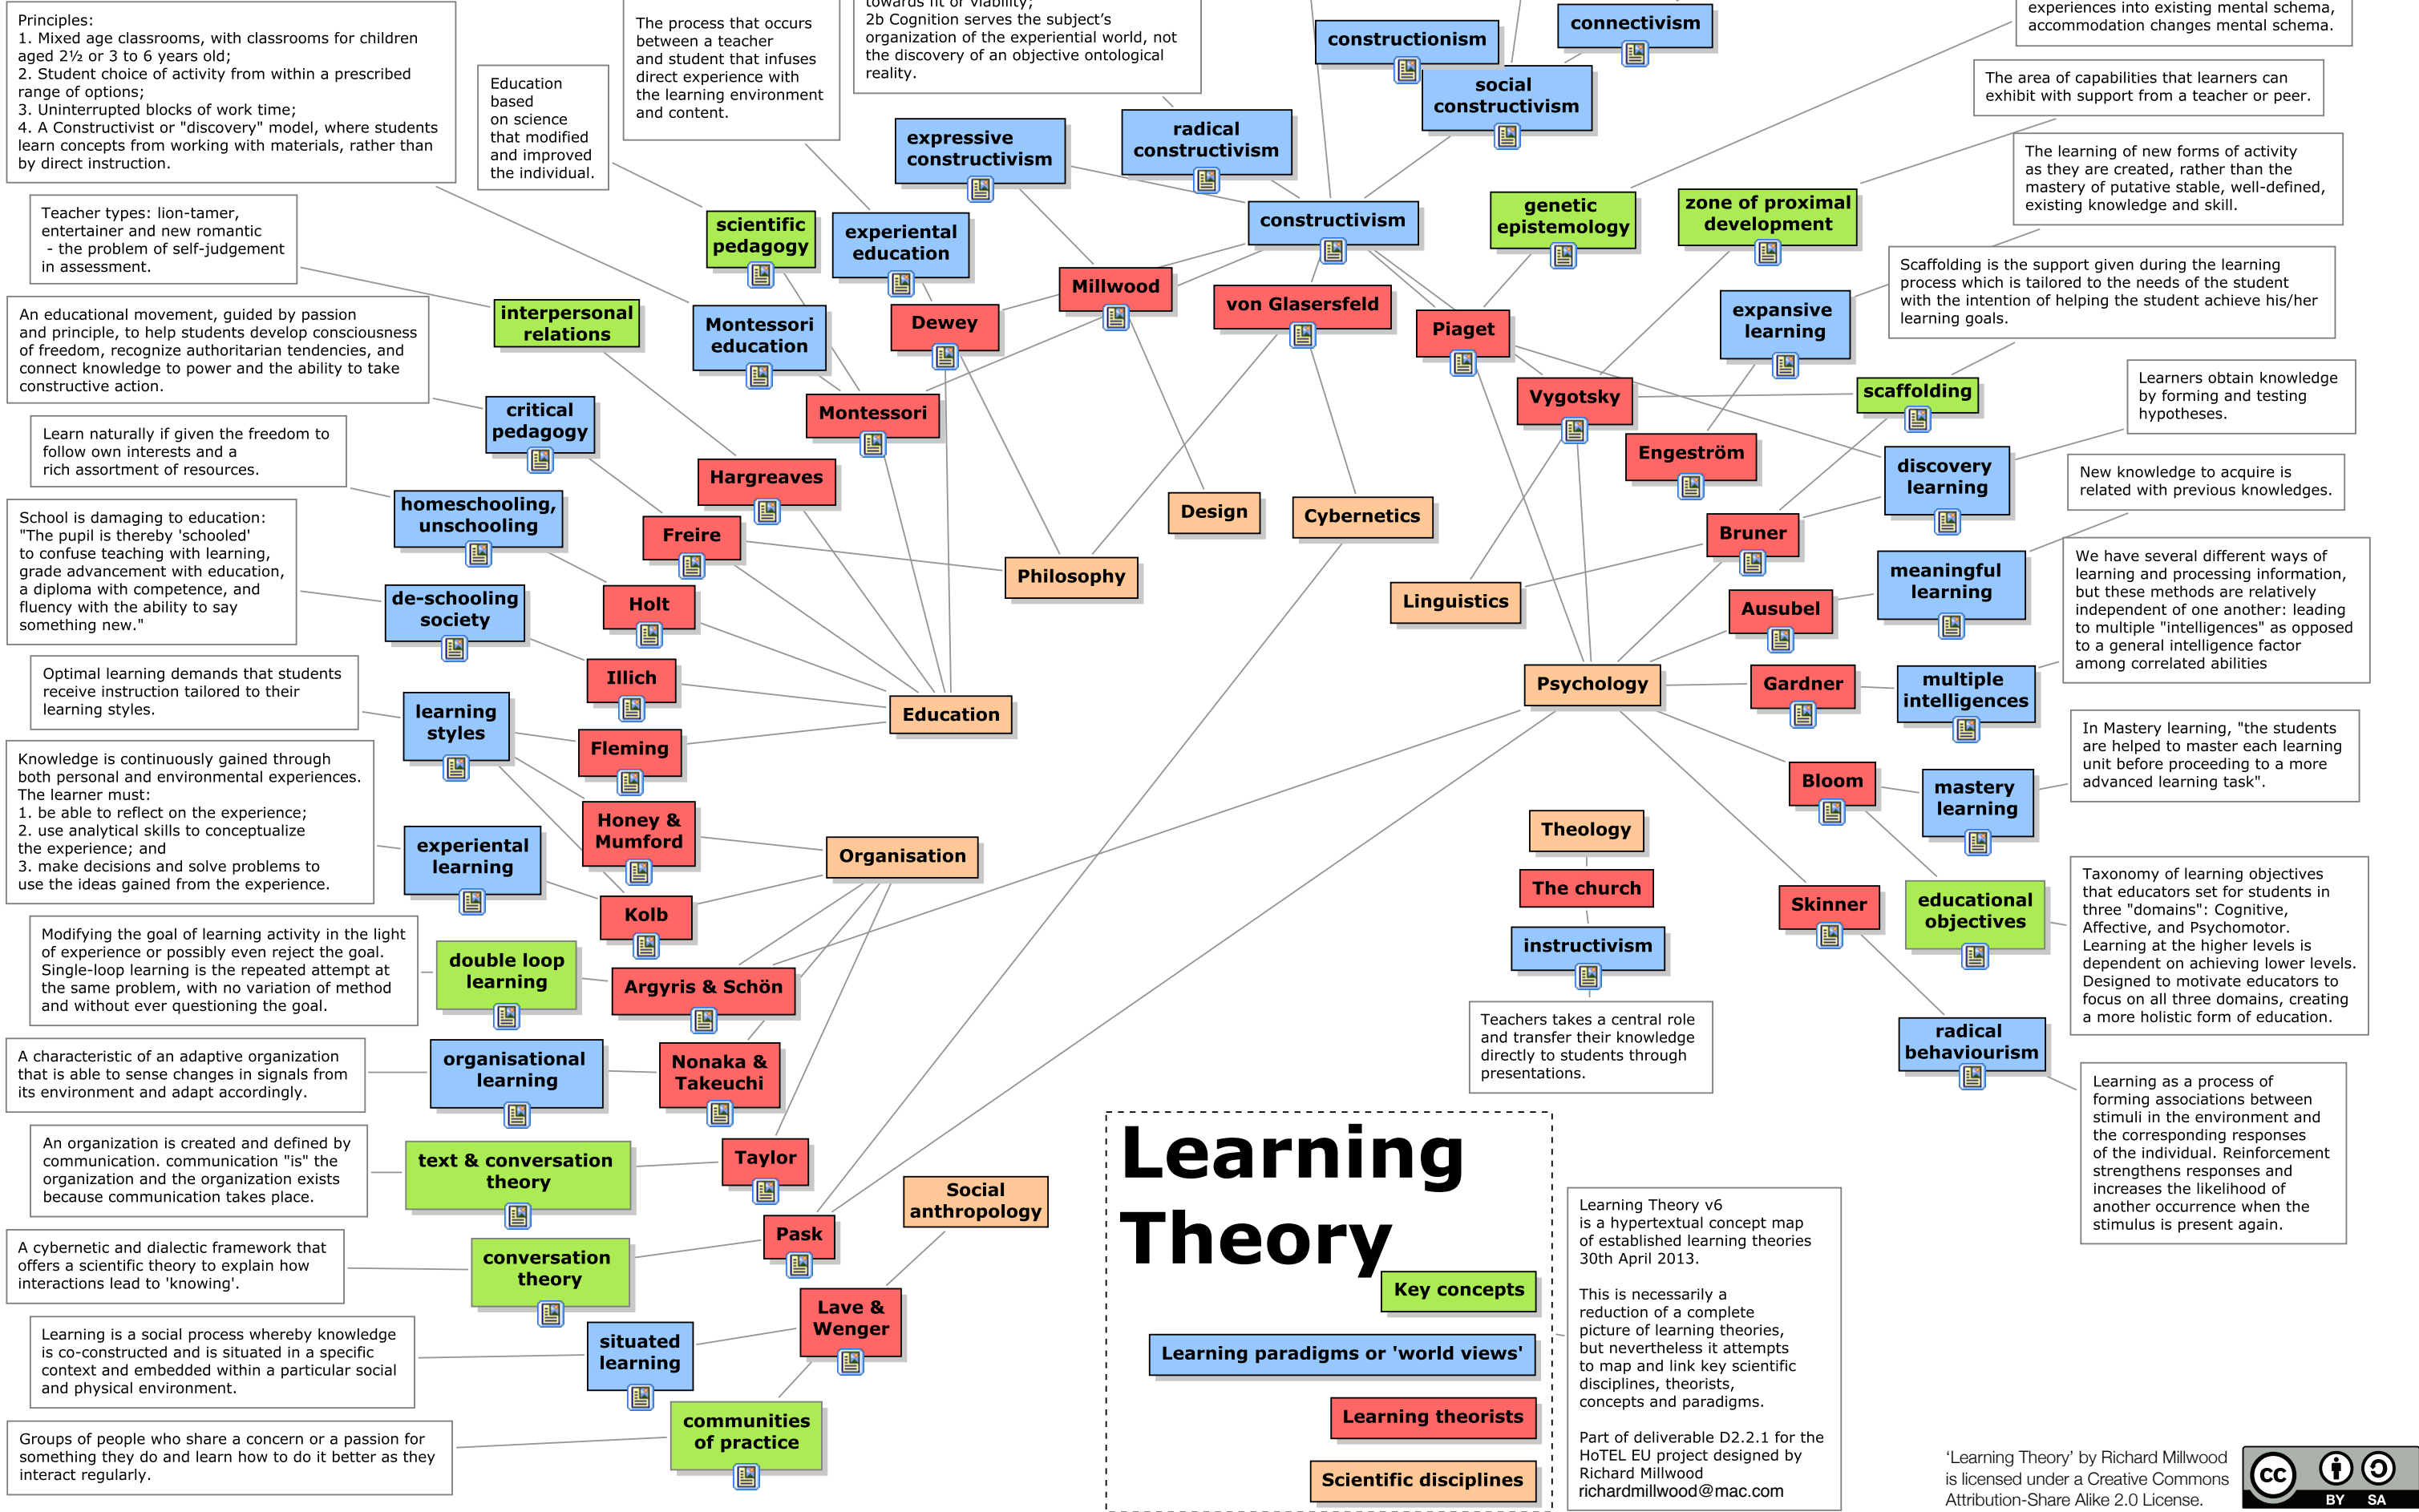 Principles:
1. Mixed age classrooms, with classrooms for children
aged 2½ or 3 to 6 years old;
2. Student choice of activity from within a prescribed
range of options;
3. Uninterrupted blocks of work time;
4. A Constructivist or "discovery" model, where students
learn concepts from working with materials, rather than
by direct instruction.
Education
based
on science
that modified
and improved
the individual.
The process that occurs
between a teacher
and student that infuses
direct experience with
the learning environment
and content.
towards fit or viability;
2b Cognition serves the subject's
organization of the experiential world, not
the discovery of an objective ontological
reality.
constructionism
connectivism
social
constructivism
experiences into existing mental schema,
accommodation changes mental schema.
The area of capabilities that learners can
exhibit with support from a teacher or peer.
The learning of new forms of activity
as they are created, rather than the
mastery of putative stable, well-defined,
existing knowledge and skill.
expressive
constructivism
radical
constructivism
constructivism
genetic
epistemology
zone of proximal
development
Teacher types: lion-tamer,
entertainer and new romantic
- the problem of self-judgement
in assessment.
scientific
pedagogy
experiental
education
Scaffolding is the support given during the learning
process which is tailored to the needs of the student
with the intention of helping the student achieve his/her
learning goals.
interpersonal
relations
Montessori
education
Dewey
Millwood
von Glasersfeld
Piaget
expansive
learning
An educational movement, guided by passion
and principle, to help students develop consciousness
of freedom, recognize authoritarian tendencies, and
connect knowledge to power and the ability to take
constructive action.
critical
pedagogy
Montessori
Vygotsky
scaffolding
Learners obtain knowledge
by forming and testing
hypotheses.
Learn naturally if given the freedom to
follow own interests and a
rich assortment of resources.
Hargreaves
Engeström
discovery
learning
New knowledge to acquire is
related with previous knowledges.
homeschooling,
unschooling
Freire
Design
Cybernetics
Bruner
School is damaging to education:
"The pupil is thereby 'schooled'
to confuse teaching with learning,
grade advancement with education,
a diploma with competence, and
fluency with the ability to say
something new."
de-schooling
society
Holt
Philosophy
Linguistics
Ausubel
meaningful
learning
We have several different ways of
learning and processing information,
but these methods are relatively
independent of one another: leading
to multiple "intelligences" as opposed
to a general intelligence factor
among correlated abilities
Optimal learning demands that students
receive instruction tailored to their
learning styles.
Illich
Education
Psychology
Gardner
multiple
intelligences
learning
styles
Fleming
In Mastery learning, "the students
are helped to master each learning
unit before proceeding to a more
advanced learning task".
Knowledge is continuously gained through
both personal and environmental experiences.
The learner must:
1. be able to reflect on the experience;
2. use analytical skills to conceptualize
the experience; and
3. make decisions and solve problems to
use the ideas gained from the experience.
Honey &
Mumford
Bloom
mastery
learning
experiental
learning
Organisation
Theology
The church
instructivism
Teachers takes a central role
and transfer their knowledge
directly to students through
presentations.
Kolb
Skinner
educational
objectives
Taxonomy of learning objectives
that educators set for students in
three "domains": Cognitive,
Affective, and Psychomotor.
Learning at the higher levels is
dependent on achieving lower levels.
Designed to motivate educators to
focus on all three domains, creating
a more holistic form of education.
Modifying the goal of learning activity in the light
of experience or possibly even reject the goal.
Single-loop learning is the repeated attempt at
the same problem, with no variation of method
and without ever questioning the goal.
double loop
learning
Argyris & Schön
radical
behaviourism
A characteristic of an adaptive organization
that is able to sense changes in signals from
its environment and adapt accordingly.
organisational
learning
Nonaka &
Takeuchi
Learning as a process of
forming associations between
stimuli in the environment and
the corresponding responses
of the individual. Reinforcement
strengthens responses and
increases the likelihood of
another occurrence when the
stimulus is present again.
An organization is created and defined by
communication. communication "is" the
organization and the organization exists
because communication takes place.
text & conversation
theory
Taylor
Social
anthropology
A cybernetic and dialectic framework that
offers a scientific theory to explain how
interactions lead to 'knowing'.
conversation
theory
Pask
Learning is a social process whereby knowledge
is co-constructed and is situated in a specific
context and embedded within a particular social
and physical environment.
situated
learning
Lave &
Wenger
Groups of people who share a concern or a passion for
something they do and learn how to do it better as they
interact regularly.
communities
of practice
Learning
Theory
Key concepts
Learning paradigms or 'world views'
Learning theorists
Scientific disciplines
Learning Theory v6
is a hypertextual concept map
of established learning theories
30th April 2013.
This is necessarily a
reduction of a complete
picture of learning theories,
but nevertheless it attempts
to map and link key scientific
disciplines, theorists,
concepts and paradigms.
Part of deliverable D2.2.1 for the
HoTEL EU project designed by
Richard Millwood
richardmillwood@mac.com
'Learning Theory' by Richard Millwood
is licensed under a Creative Commons
Attribution-Share Alike 2.0 License.
cc
BY SA